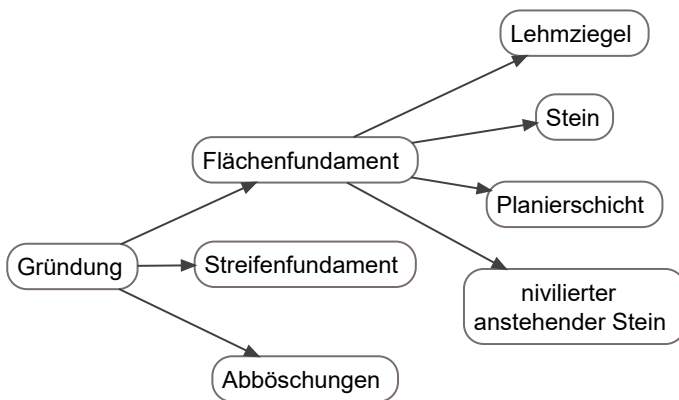 Lehmziegel
Stein
Flächenfundament
Planierschicht
Gründung
Streifenfundament
nivilierter
anstehender Stein
Abböschungen